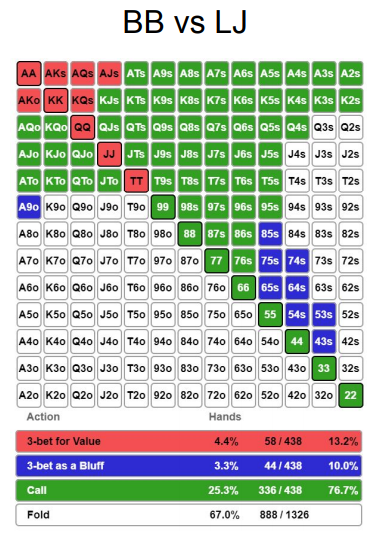 BB vs LJ
AA AKs AQs AJs ATs A9s A8s A7s A6s A5s A4s A3s A2s
AKo KK KQs KJs KTs K9s K8s K7s K6s K5s K4s K3s K2s
AQo KQo QQ QJs QTs Q9s Q8s Q7s Q6s Q5s Q4s Q3s Q2s
AJo KJo QJo JJ JTs J9s J8s J7s J6s J5s J4s J3s J2s
ATo KTo QTo JTo TT T9s T8s T7s T6s T5s T4s T3s T2s
A9o K9o Q9o J9o T9o 99 98s 97s 96s 95s 94s 93s 92s
A8o K8o Q8o J8o T8o 98o 88 87s 86s 85s 84s 83s 82s
A7o K7o Q7o J7o T7o 97o 87o 77 76s 75s 74s 73s 72s
A6o K6o Q6o J6o T6o 96o 86o 76o 66 65s 64s 63s 62s
A5o K5o Q5o J5o T5o 95o 85o 75o 65o 55 54s 53s 52s
A4o K4o Q4o J4o T4o 94o 84o 74o 64o 54o 44 43s 42s
A3o K3o Q3o J3o T3o 93o 83o 73o 63o 53o 43o 33 32s
A2o K2o Q2o J2o T2o 92o 82o 72o 62o 52o 42o 32o 22
Action Hands
3-bet for Value 4.4% 58 / 438 13.2%
3-bet as a Bluff 3.3% 44 / 438 10.0%
Call 25.3% 336 / 438 76.7%
Fold 67.0% 888 / 1326